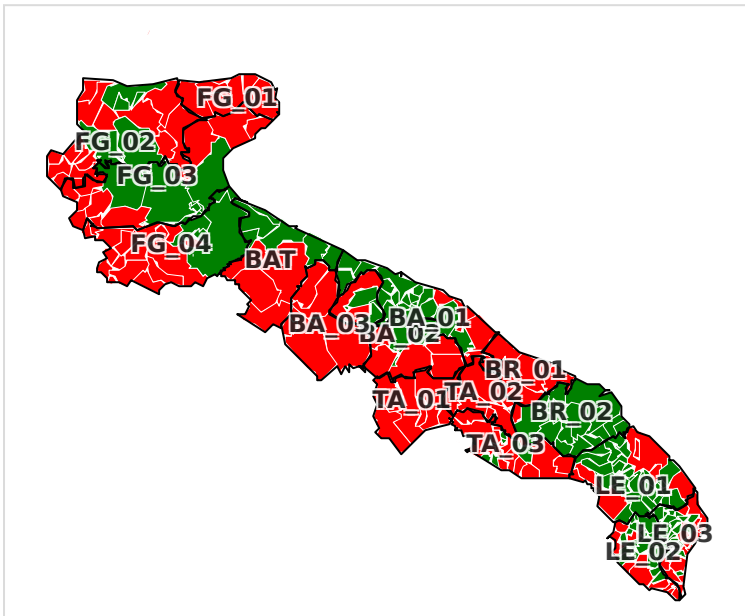 FG_01
FG_02
FG_03
FG_04
BAT
BA_01
BA_03
BA_02
BR_01
TA_02
TA_01
BR_02
TA_03
LE_01
LE_03
LE_02